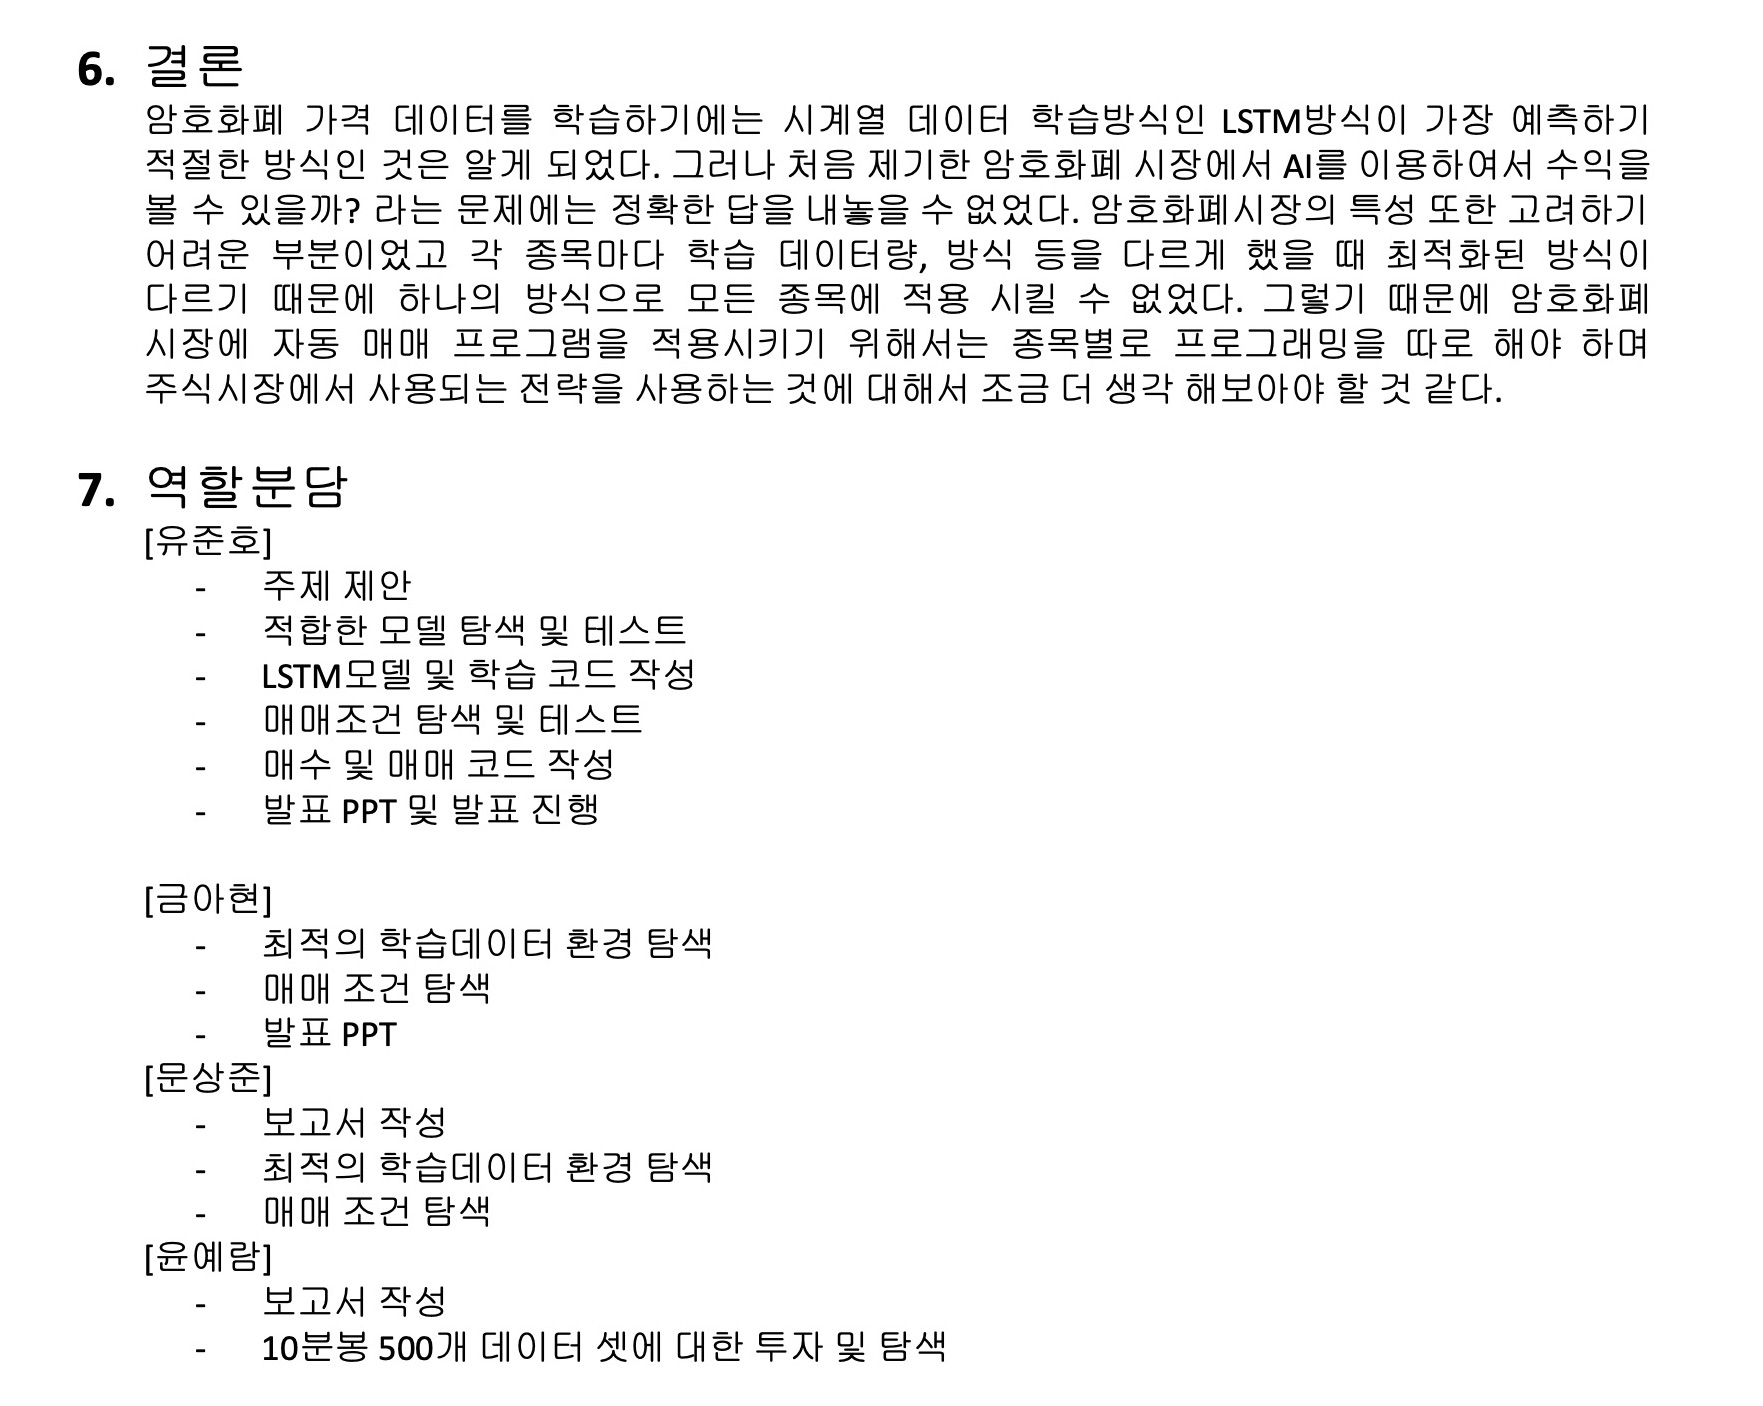 6. 결론
암호화폐 가격 데이터를 학습하기에는 시계열 데이터 학습방식인 LSTM방식이 가장 예측하기
적절한 방식인 것은 알게 되었다. 그러나 처음 제기한 암호화폐 시장에서 AI를 이용하여서 수익을
볼 수 있을까? 라는 문제에는 정확한 답을 내놓을 수 없었다. 암호화폐시장의 특성 또한 고려하기
어려운 부분이었고 각 종목마다 학습 데이터량, 방식 등을 다르게 했을 때 최적화된 방식이
다르기 때문에 하나의 방식으로 모든 종목에 적용 시킬 수 없었다. 그렇기 때문에 암호화폐
시장에 자동 매매 프로그램을 적용시키기 위해서는 종목별로 프로그래밍을 따로 해야 하며
주식시장에서 사용되는 전략을 사용하는 것에 대해서 조금 더 생각 해보아야 할 것 같다.
7. 역할분담
[유준호]
- 주제 제안
- 적합한 모델 탐색 및 테스트
- LSTM모델 및 학습 코드 작성
- 매매조건 탐색 및 테스트
- 매수 및 매매 코드 작성
- 발표 PPT 및 발표 진행
[금아현]
- 최적의 학습데이터 환경 탐색
- 매매 조건 탐색
- 발표 PPT
[문상준]
- 보고서 작성
- 최적의 학습데이터 환경 탐색
- 매매 조건 탐색
[윤예람]
- 보고서 작성
- 10분봉 500개 데이터 셋에 대한 투자 및 탐색